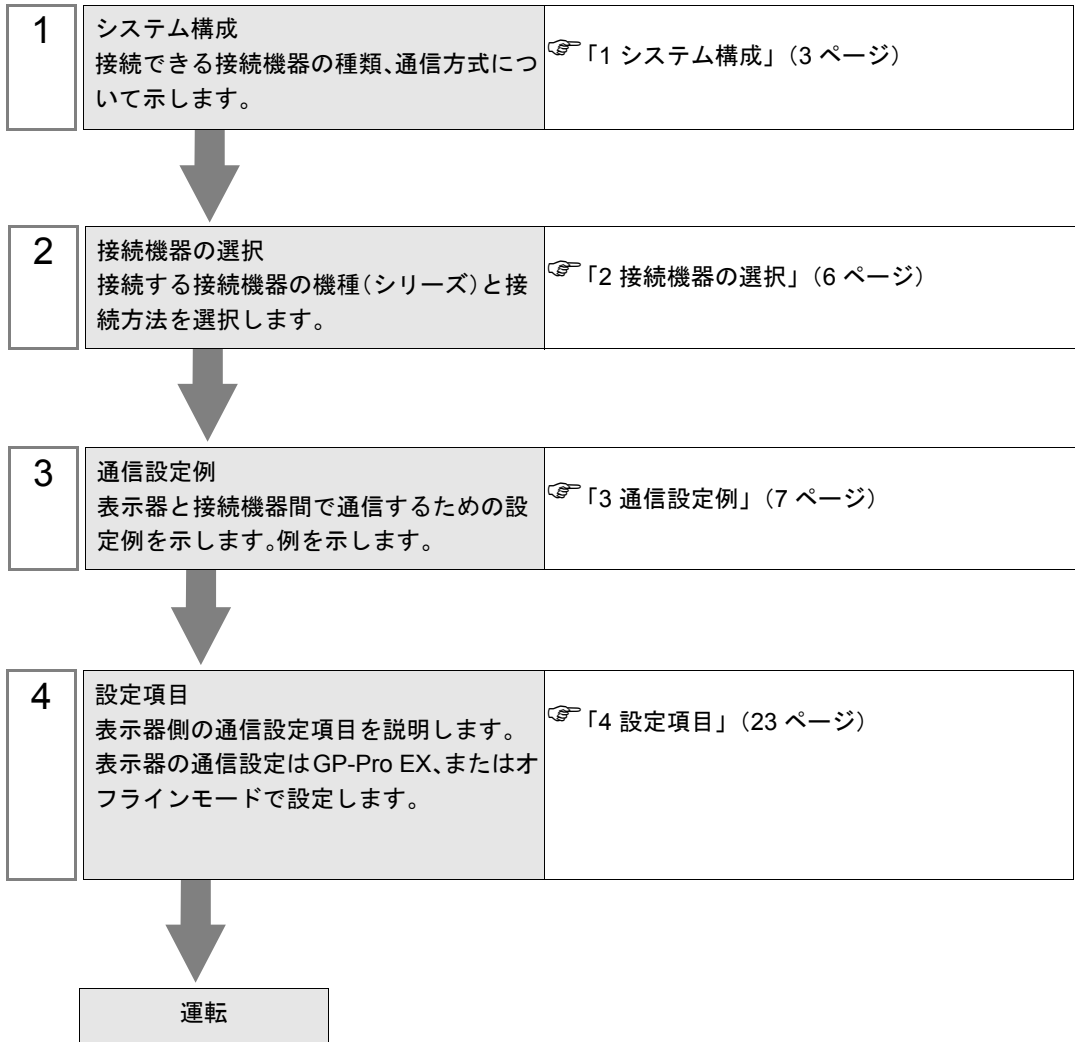 1
システム構成
接続できる接続機器の種類、通信方式につ
いて示します。
☞「1 システム構成」（3 ページ）
2
接続機器の選択
接続する接続機器の機種（シリーズ）と接
続方法を選択します。
☞「2 接続機器の選択」（6 ページ）
3
通信設定例
表示器と接続機器間で通信するための設
定例を示します。例を示します。
☞「3 通信設定例」（7 ページ）
4
設定項目
表示器側の通信設定項目を説明します。
表示器の通信設定はGP-Pro EX、またはオ
フラインモードで設定します。
☞「4 設定項目」（23 ページ）
運転